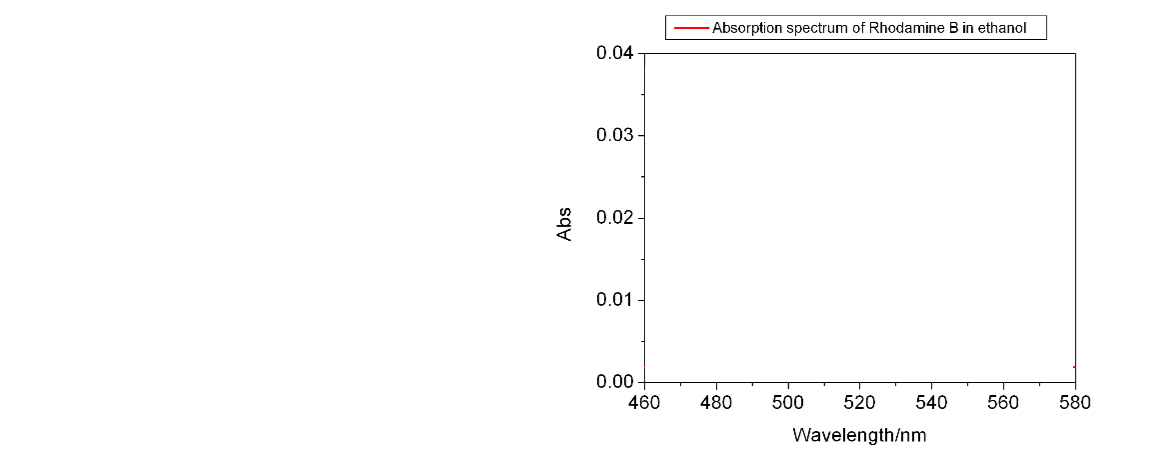 Absorption spectrum of Rhodamine B in ethanol
0.04
0.03
0.02
0.01
0.00
Abs
460 480 500 520 540 560 580
Wavelength/nm